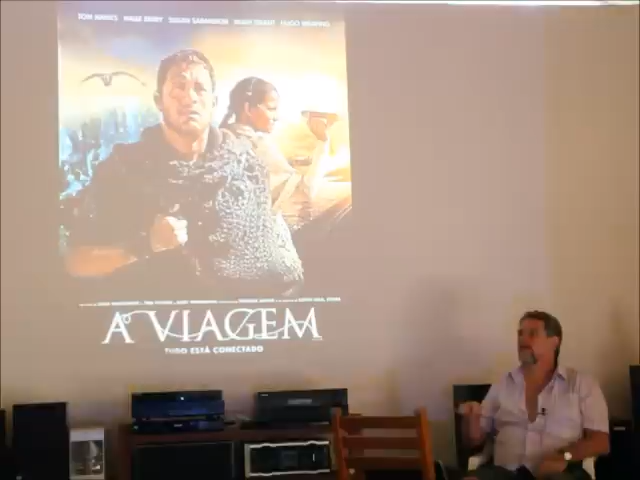 TOM HANKS HALLE BERRY SUSAN SARANDON HUGH GRANT HUGO WEAVING
A VIAGEM
TUDO ESTÁ CONECTADO